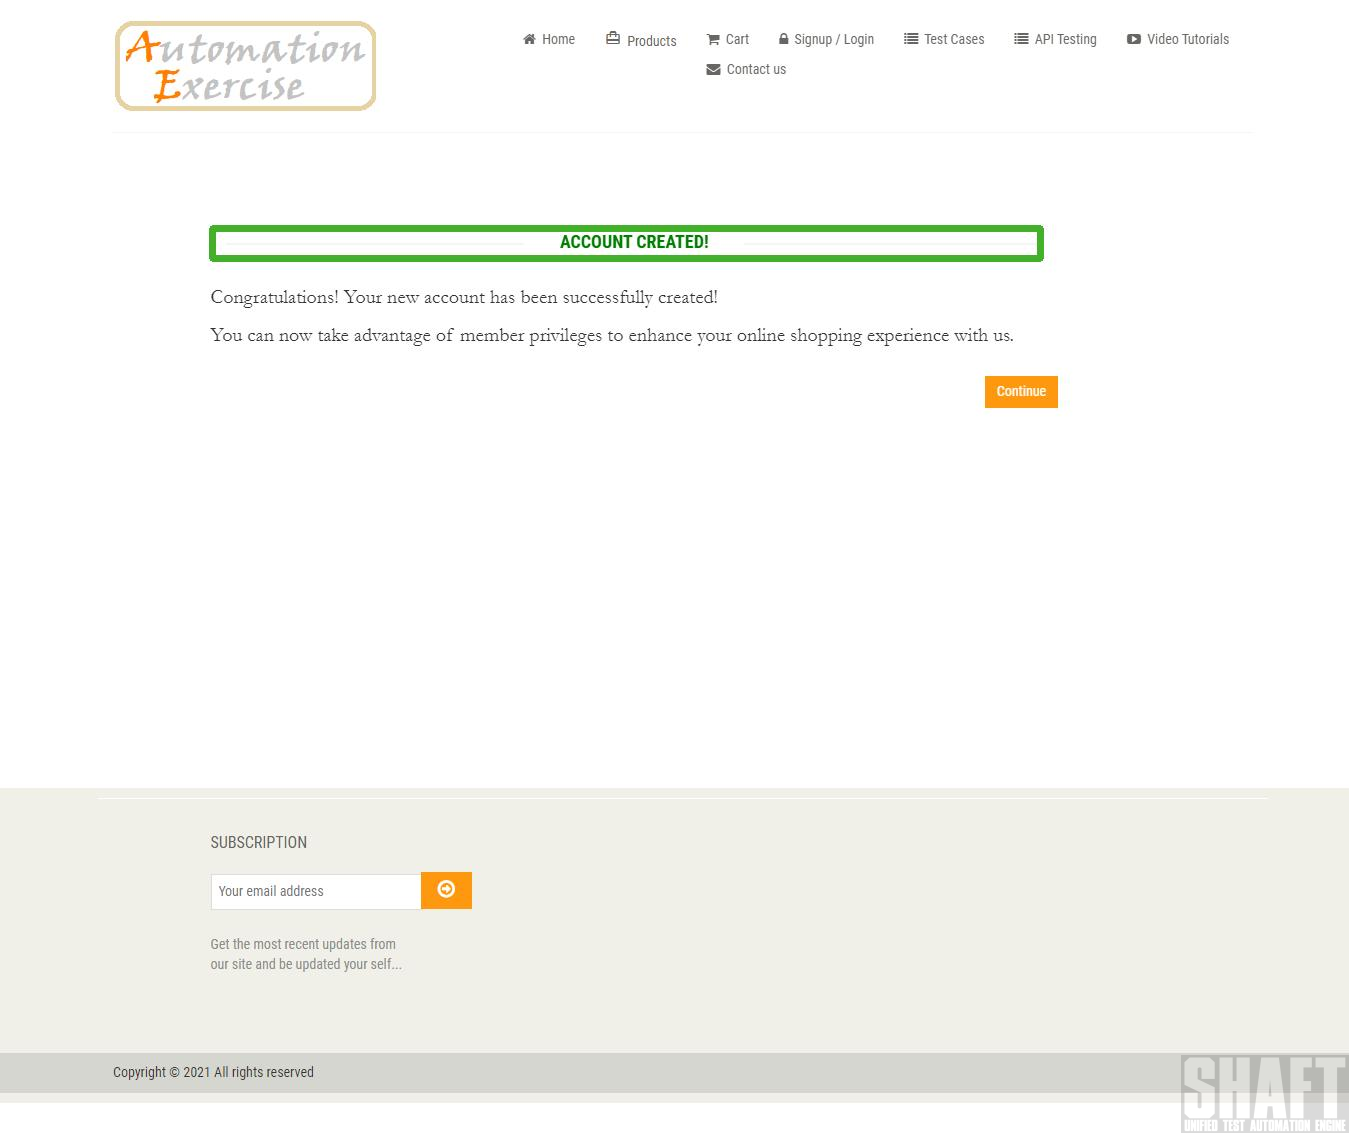 Automation
Exercise
Home
Products
Cart
Signup / Login
Test Cases
API Testing
Video Tutorials
Contact us
ACCOUNT CREATED!
Congratulations! Your new account has been successfully created!
You can now take advantage of member privileges to enhance your online shopping experience with us.
Continue
SUBSCRIPTION
Your email address
Get the most recent updates from
our site and be updated your self...
Copyright © 2021 All rights reserved
SHAFT
UNIFIED TEST AUTOMATION ENGINE